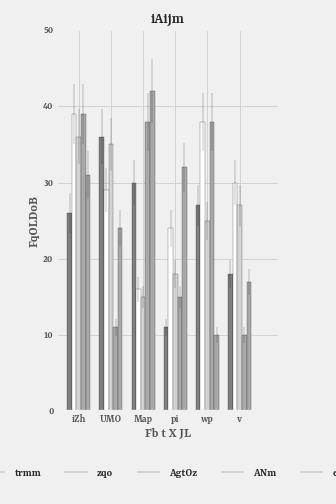 iAijm
50
40
30
20
10
0
FqOLDoB
iZh UMO Map pi wp v
Fb t X JL
trmm zqo AgtOz ANm